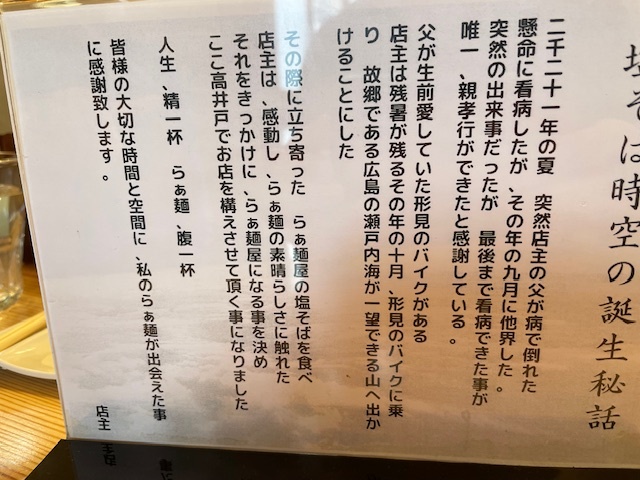 塩そば時空の誕生秘話
二千二十一年の夏　突然店主の父が病で倒れた
懸命に看病したが、その年の九月に他界した。
突然の出来事だったが　最後まで看病できた事が
唯一、親孝行ができたと感謝している。
父が生前愛していた形見のバイクがある
店主は残暑が残るその年の十月、形見のバイクに乗
り　故郷である広島の瀬戸内海が一望できる山へ出か
けることにした
その際に立ち寄った　らぁ麺屋の塩そばを食べ
店主は、感動し、らぁ麺の素晴らしさに触れた
それをきっかけに、らぁ麺屋になる事を決め
ここ高井戸でお店を構えさせて頂く事になりました
人生、精一杯　らぁ麺、腹一杯
皆様の大切な時間と空間に、私のらぁ麺が出会えた事
に感謝致します。
店主